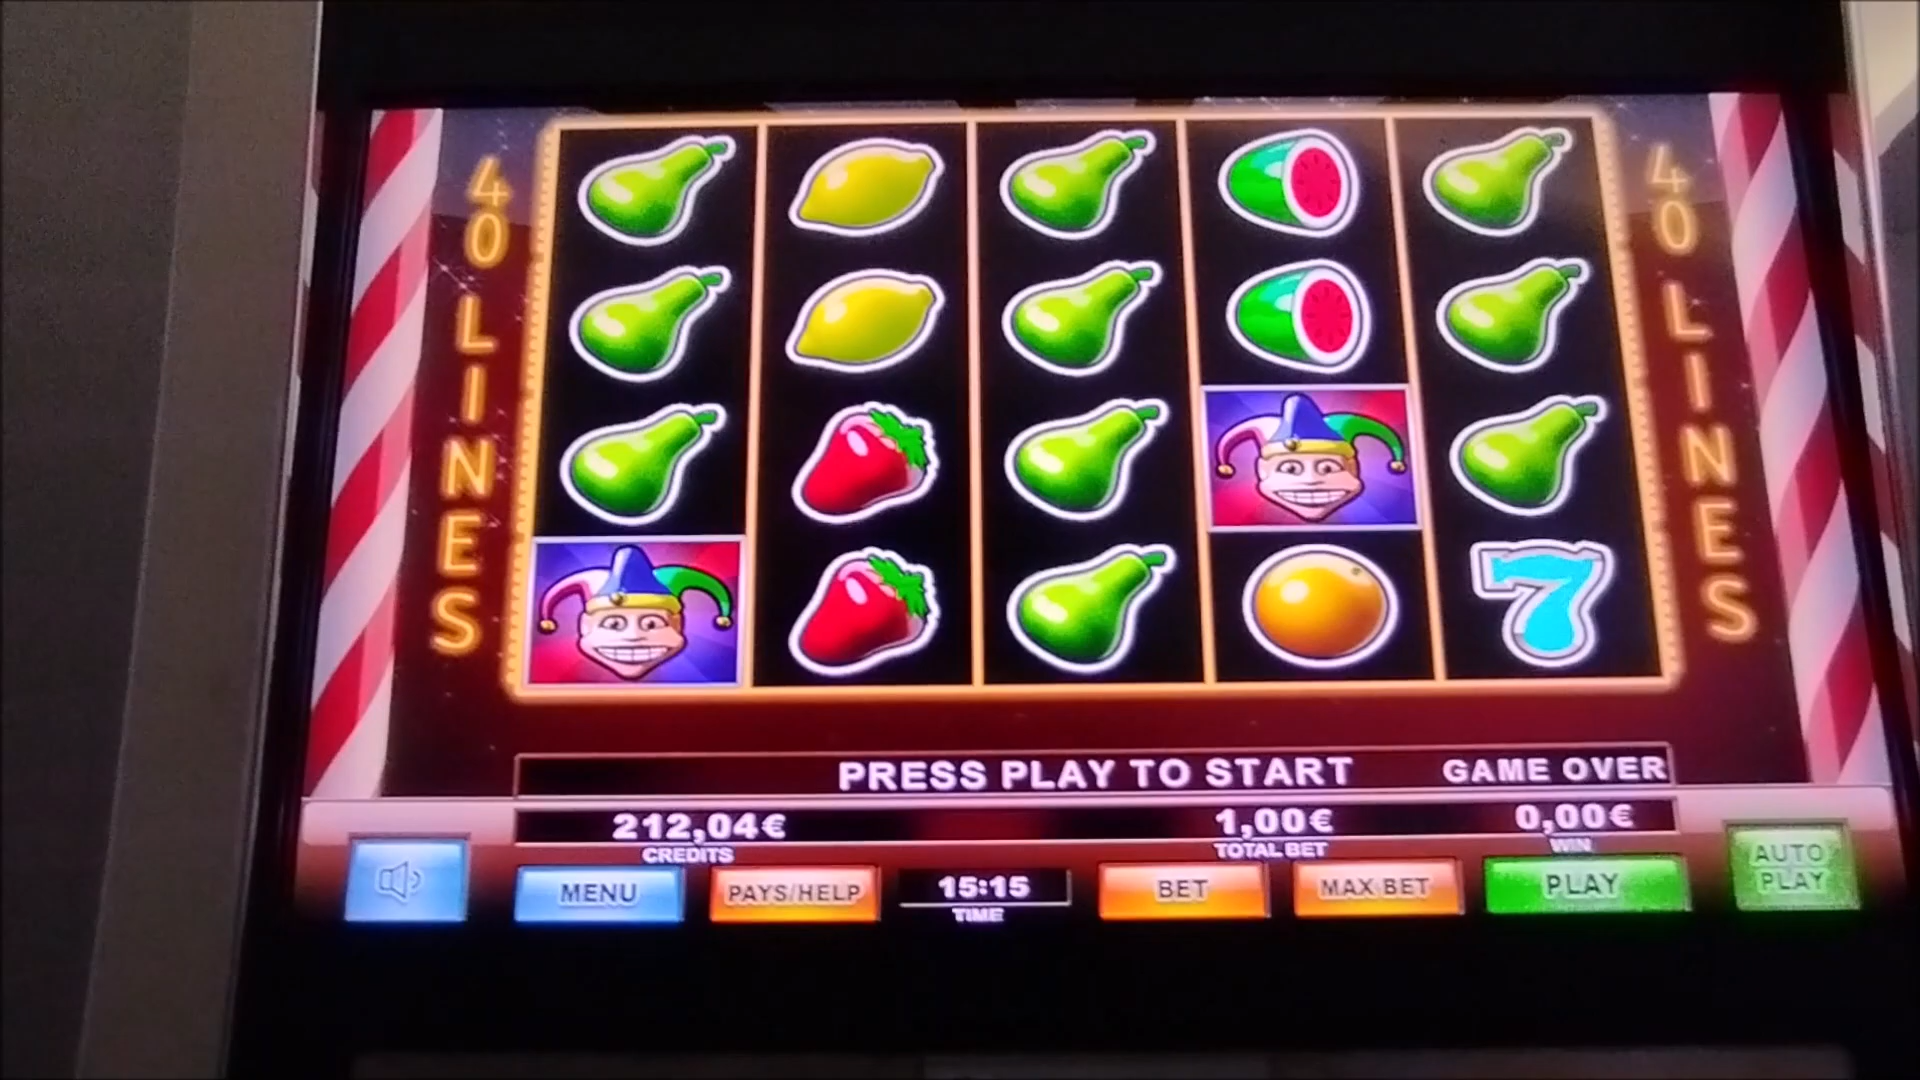 40 LINES
40 LINES
PRESS PLAY TO START GAME OVER
212,04€ 1,00€ 0,00€
CREDITS TOTAL BET WIN
MENU PAYS/HELP 15:15 BET MAX BET PLAY AUTO PLAY
TIME